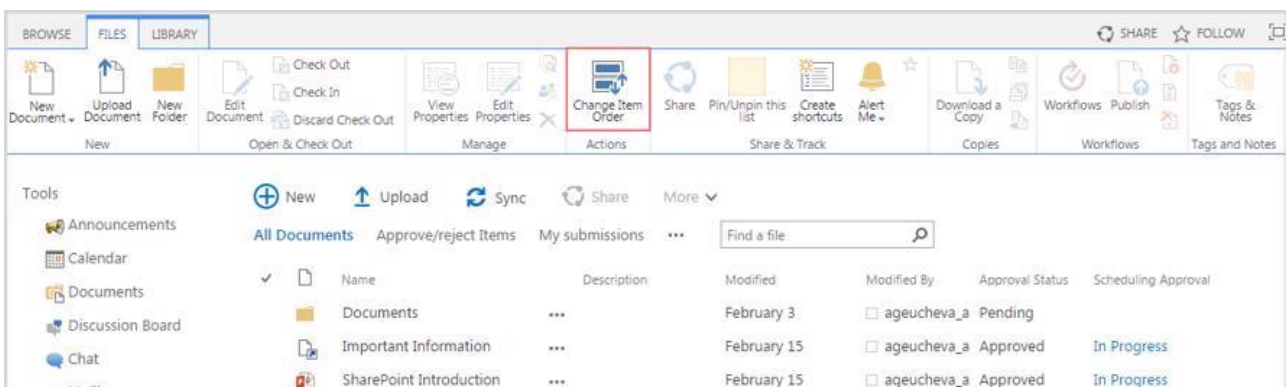 BROWSE FILES LIBRARY SHARE FOLLOW
New Document
Upload Document
New Folder
New
Edit Document
Check Out
Check In
Discard Check Out
Open & Check Out
View Properties
Edit Properties
Manage
Change Item Order
Actions
Share
Pin/Unpin this list
Create shortcuts
Alert Me
Share & Track
Download a Copy
Copies
Workflows
Publish
Workflows
Tags & Notes
Tags and Notes
Tools
Announcements
Calendar
Documents
Discussion Board
Chat
New Upload Sync Share More
All Documents Approve/reject Items My submissions ••• Find a file
Name Description Modified Modified By Approval Status Scheduling Approval
Documents ••• February 3 ageucheva_a Pending
Important Information ••• February 15 ageucheva_a Approved In Progress
SharePoint Introduction ••• February 15 ageucheva_a Approved In Progress